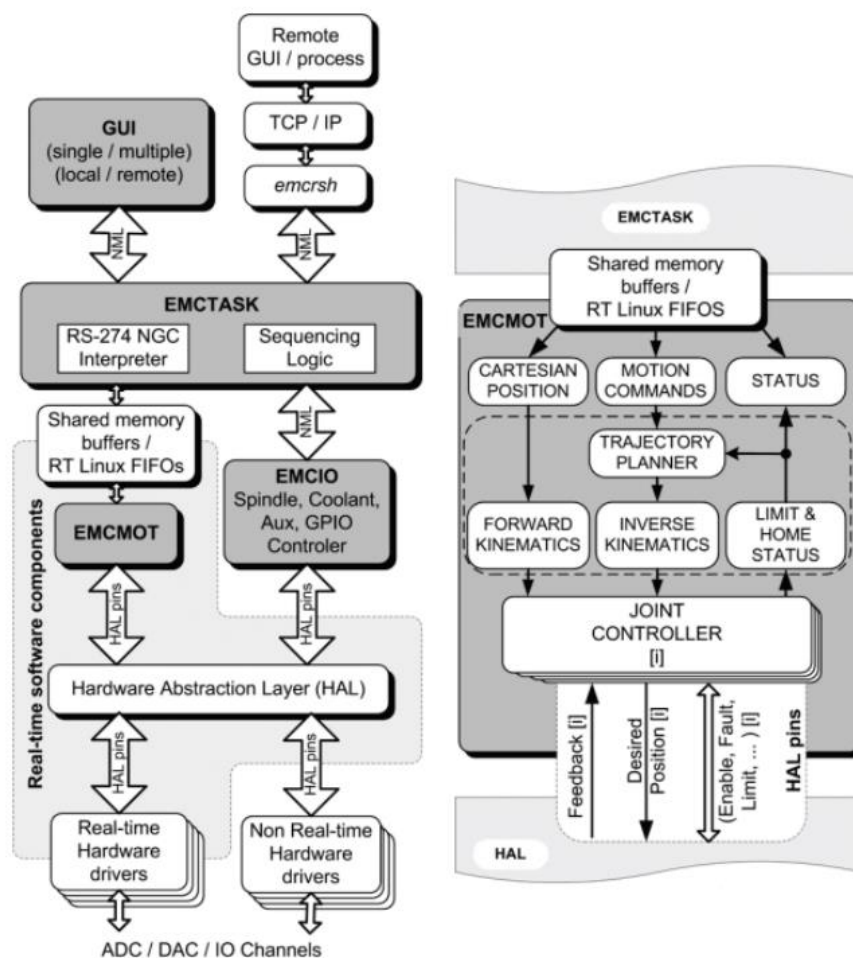 Remote
GUI / process
TCP / IP
emcrsh
GUI
(single / multiple)
(local / remote)
NML
NML
EMCTASK
RS-274 NGC
Interpreter
Sequencing
Logic
Shared memory
buffers /
RT Linux FIFOs
NML
EMCMOT
EMCIO
Spindle, Coolant,
Aux, GPIO
Controler
Real-time software components
HAL pins
HAL pins
Hardware Abstraction Layer (HAL)
HAL pins
HAL pins
Real-time
Hardware
drivers
Non Real-time
Hardware
drivers
ADC / DAC / IO Channels
EMCTASK
Shared memory
buffers /
RT Linux FIFOS
EMCMOT
CARTESIAN
POSITION
MOTION
COMMANDS
STATUS
TRAJECTORY
PLANNER
FORWARD
KINEMATICS
INVERSE
KINEMATICS
LIMIT &
HOME
STATUS
JOINT
CONTROLLER
[i]
Feedback [i]
Desired
Position [i]
(Enable, Fault,
Limit, ... ) [i]
HAL pins
HAL